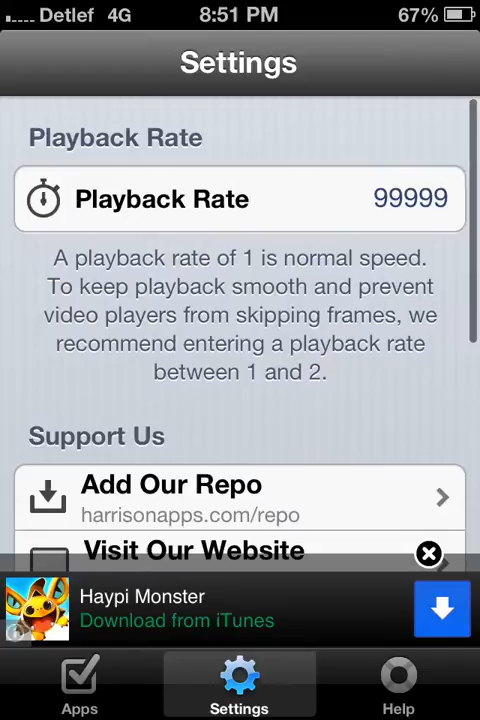 Detlef 4G 8:51 PM 67%
Settings
Playback Rate
Playback Rate 99999
A playback rate of 1 is normal speed.
To keep playback smooth and prevent
video players from skipping frames, we
recommend entering a playback rate
between 1 and 2.
Support Us
Add Our Repo
harrisonapps.com/repo
Visit Our Website
Haypi Monster
Download from iTunes
Apps Settings Help